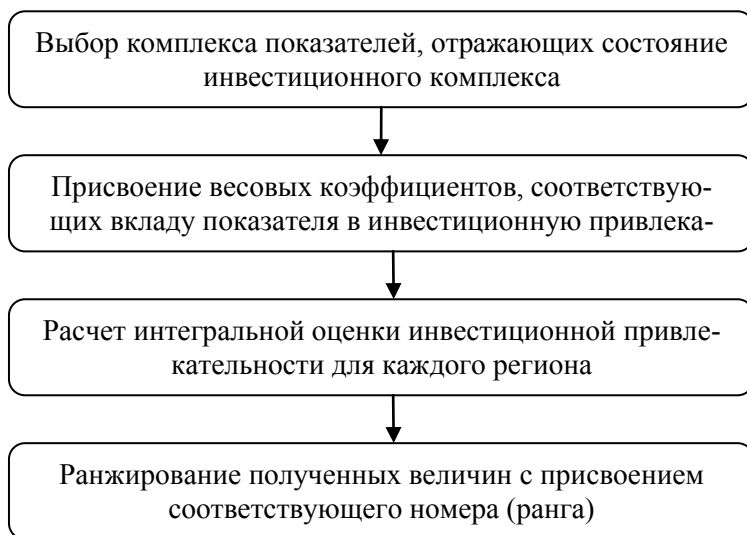 Выбор комплекса показателей, отражающих состояние
инвестиционного комплекса
Присвоение весовых коэффициентов, соответствую-
щих вкладу показателя в инвестиционную привлека-
Расчет интегральной оценки инвестиционной привле-
кательности для каждого региона
Ранжирование полученных величин с присвоением
соответствующего номера (ранга)